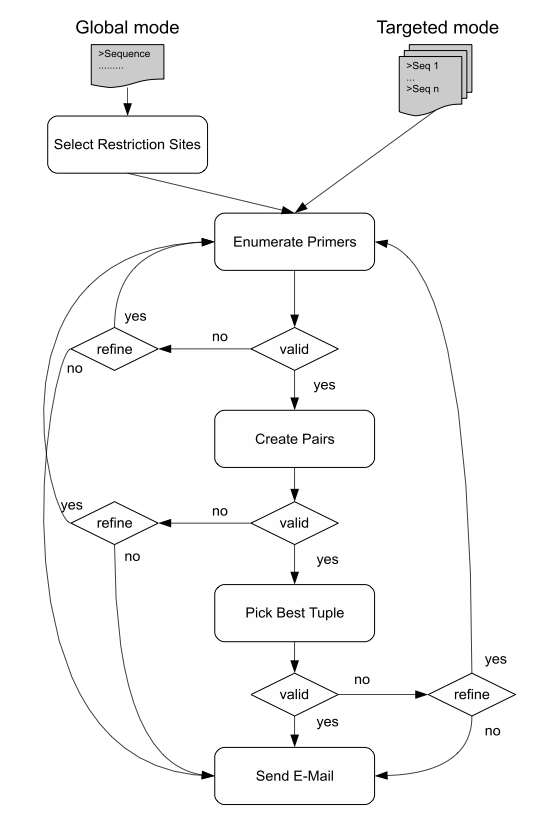 Global mode
Targeted mode
>Sequence
.........
>Seq 1
...
>Seq n
Select Restriction Sites
Enumerate Primers
yes
no
refine
valid
no
yes
Create Pairs
yes
no
refine
valid
no
yes
Pick Best Tuple
no
yes
valid
refine
yes
no
Send E-Mail